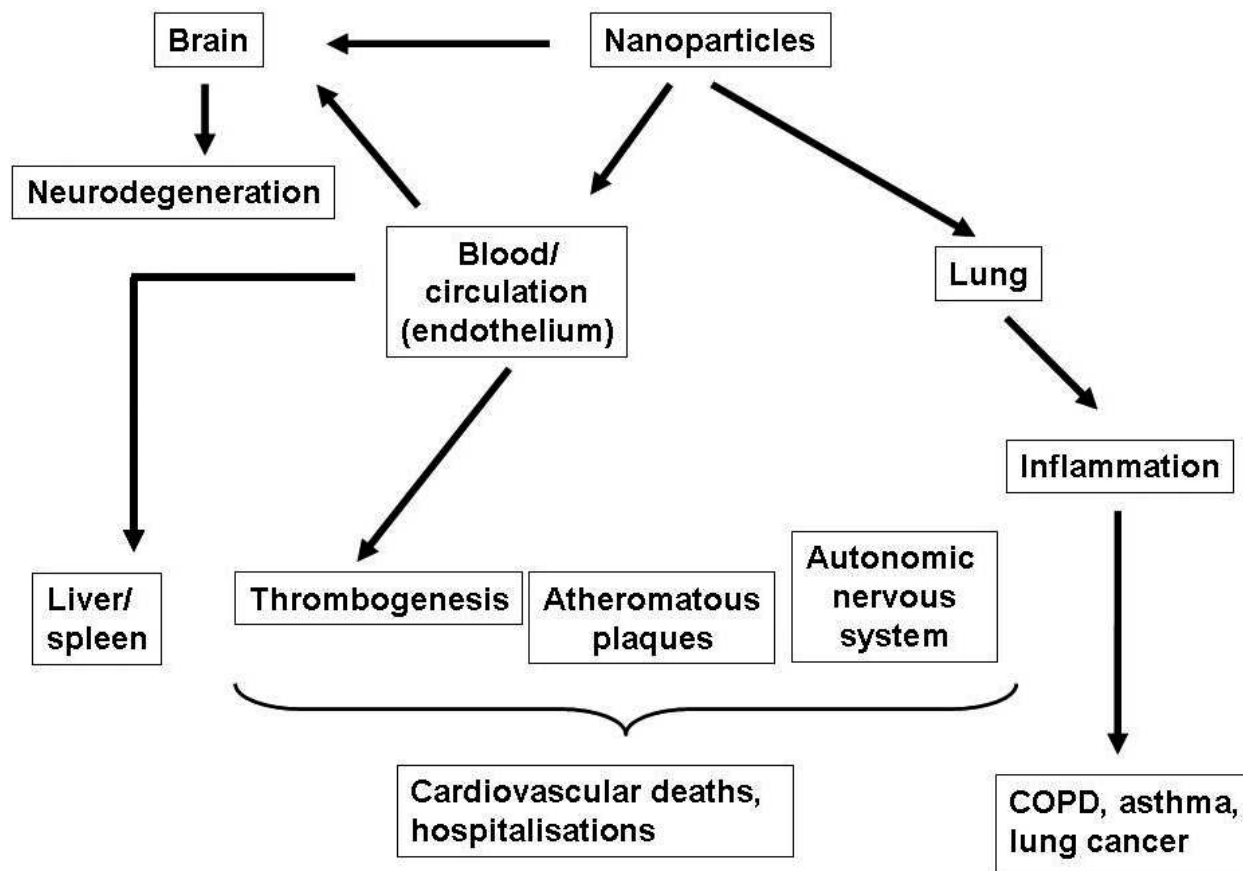 Brain
Nanoparticles
Neurodegeneration
Blood/
circulation
(endothelium)
Lung
Inflammation
Liver/
spleen
Thrombogenesis
Atheromatous
plaques
Autonomic
nervous
system
Cardiovascular deaths,
hospitalisations
COPD, asthma,
lung cancer